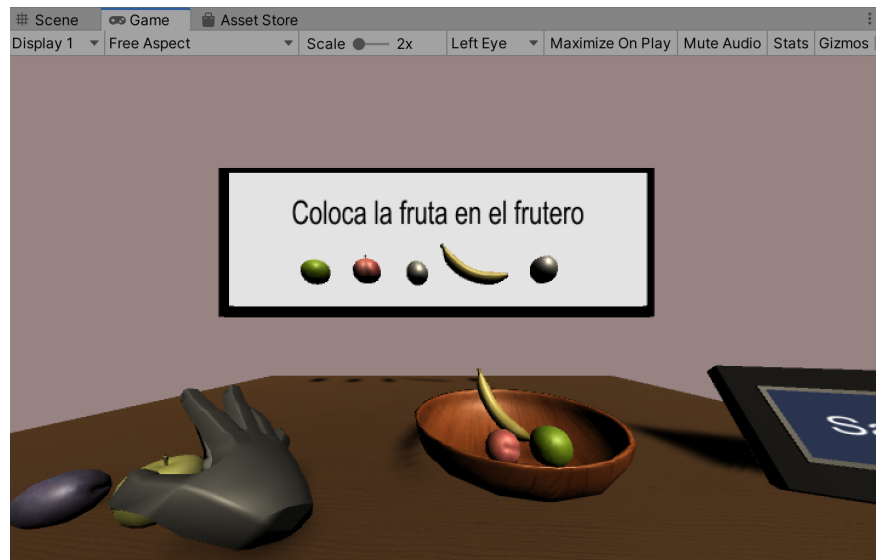 Scene Game Asset Store
Display 1 Free Aspect Scale 2x Left Eye Maximize On Play Mute Audio Stats Gizmos
Coloca la fruta en el frutero